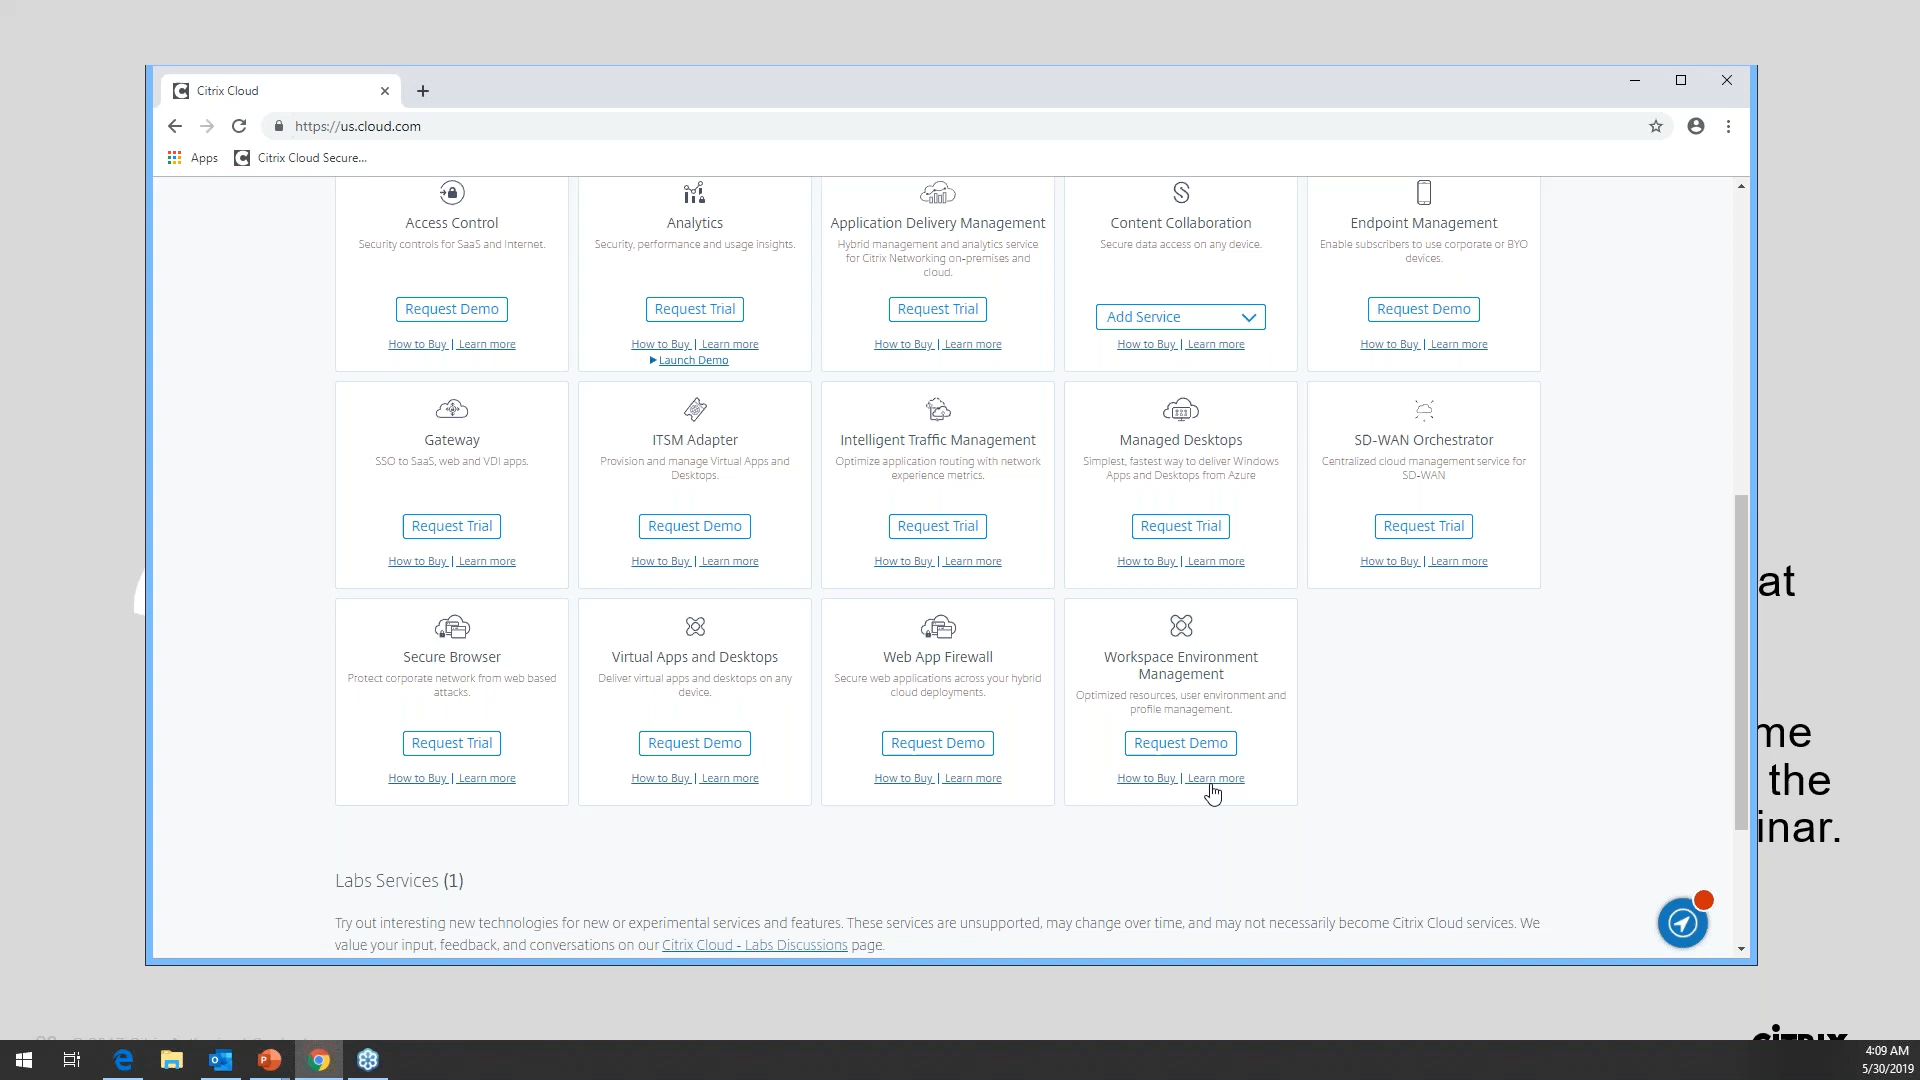 Citrix Cloud
https://us.cloud.com
Apps
Citrix Cloud Secure...
Access Control
Security controls for SaaS and Internet.
Request Demo
How to Buy | Learn more
Analytics
Security, performance and usage insights.
Request Trial
How to Buy | Learn more
Launch Demo
Application Delivery Management
Hybrid management and analytics service
for Citrix Networking on-premises and
cloud.
Request Trial
How to Buy | Learn more
Content Collaboration
Secure data access on any device.
Add Service
How to Buy | Learn more
Endpoint Management
Enable subscribers to use corporate or BYO
devices.
Request Demo
How to Buy | Learn more
Gateway
SSO to SaaS, web and VDI apps.
Request Trial
How to Buy | Learn more
ITSM Adapter
Provision and manage Virtual Apps and
Desktops.
Request Demo
How to Buy | Learn more
Intelligent Traffic Management
Optimize application routing with network
experience metrics.
Request Trial
How to Buy | Learn more
Managed Desktops
Simplest, fastest way to deliver Windows
Apps and Desktops from Azure
Request Trial
How to Buy | Learn more
SD-WAN Orchestrator
Centralized cloud management service for
SD-WAN
Request Trial
How to Buy | Learn more
Secure Browser
Protect corporate network from web based
attacks.
Request Trial
How to Buy | Learn more
Virtual Apps and Desktops
Deliver virtual apps and desktops on any
device.
Request Demo
How to Buy | Learn more
Web App Firewall
Secure web applications across your hybrid
cloud deployments.
Request Demo
How to Buy | Learn more
Workspace Environment
Management
Optimized resources, user environment and
profile management.
Request Demo
How to Buy | Learn more
Labs Services (1)
Try out interesting new technologies for new or experimental services and features. These services are unsupported, may change over time, and may not necessarily become Citrix Cloud services. We
value your input, feedback, and conversations on our Citrix Cloud - Labs Discussions page.
at
me
the
inar.
CITRIX
4:09 AM
5/30/2019